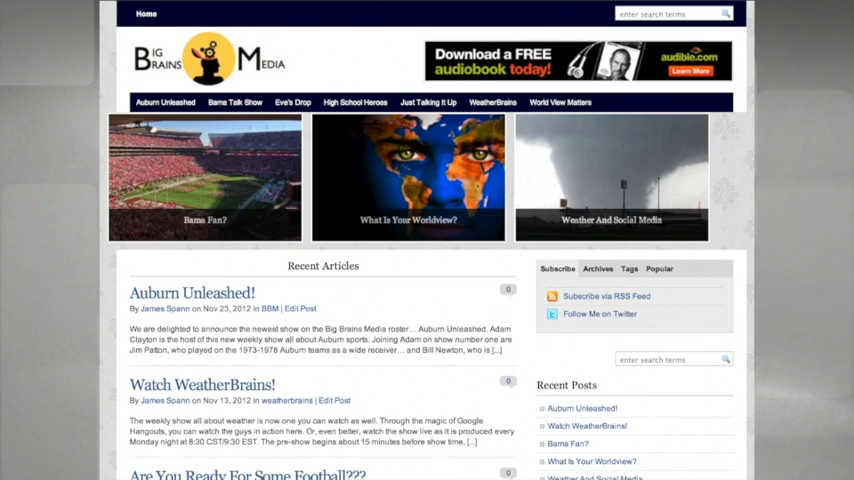 Home
enter search terms
BIG BRAINS MEDIA
Download a FREE
audiobook today!
audible.com
Learn More
Auburn Unleashed Bama Talk Show Eve's Drop High School Heroes Just Talking It Up WeatherBrains World View Matters
Bama Fan?
What Is Your Worldview?
Weather And Social Media
Recent Articles
Auburn Unleashed!
0
By James Spann on Nov 23, 2012 in BBM | Edit Post
We are delighted to announce the newest show on the Big Brains Media roster… Auburn Unleashed. Adam
Clayton is the host of this new weekly show all about Auburn sports. Joining Adam on show number one are
Jim Patton, who played on the 1973-1978 Auburn teams as a wide receiver… and Bill Newton, who is [...]
Watch WeatherBrains!
0
By James Spann on Nov 13, 2012 in weatherbrains | Edit Post
The weekly show all about weather is now one you can watch as well. Through the magic of Google
Hangouts, you can watch the guys in action here. Or, even better, watch the show live as it is produced every
Monday night at 8:30 CST/9:30 EST. The pre-show begins about 15 minutes before show time, [...]
Are You Ready For Some Football???
0
Subscribe Archives Tags Popular
Subscribe via RSS Feed
Follow Me on Twitter
enter search terms
Recent Posts
Auburn Unleashed!
Watch WeatherBrains!
Bama Fan?
What Is Your Worldview?
Weather And Social Media